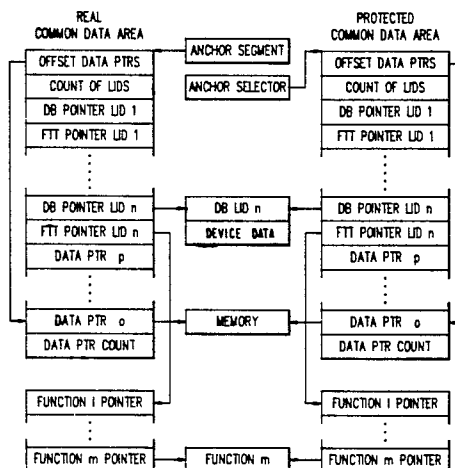 REAL
COMMON DATA AREA
OFFSET DATA PTRS
COUNT OF LIDS
DB POINTER LID 1
FTT POINTER LID 1
DB POINTER LID n
FTT POINTER LID n
DATA PTR p
DATA PTR o
DATA PTR COUNT
FUNCTION 1 POINTER
FUNCTION m POINTER
ANCHOR SEGMENT
ANCHOR SELECTOR
DB LID n
DEVICE DATA
MEMORY
FUNCTION m
PROTECTED
COMMON DATA AREA
OFFSET DATA PTRS
COUNT OF LIDS
DB POINTER LID 1
FTT POINTER LID 1
DB POINTER LID n
FTT POINTER LID n
DATA PTR p
DATA PTR o
DATA PTR COUNT
FUNCTION 1 POINTER
FUNCTION m POINTER